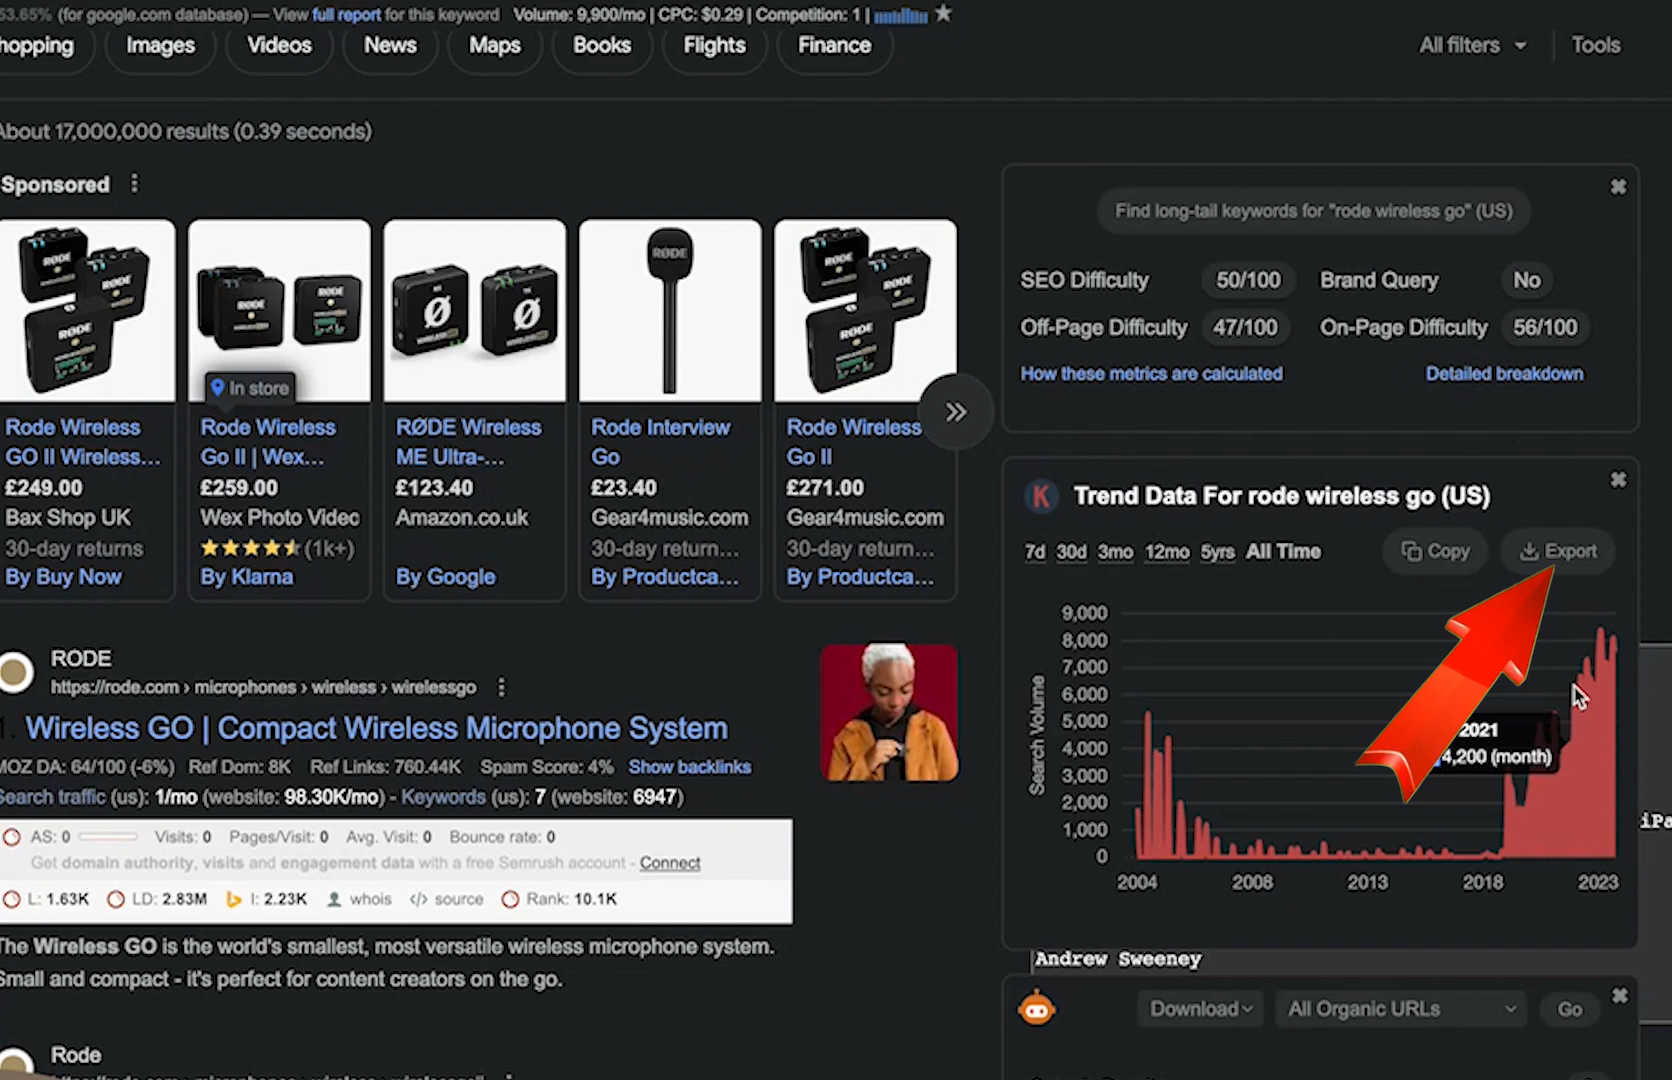 53.65% (for google.com database) — View full report for this keyword Volume: 9,900/mo | CPC: $0.29 | Competition: 1 |
hopping Images Videos News Maps Books Flights Finance All filters Tools
About 17,000,000 results (0.39 seconds)
Sponsored
RØDE
RØDE
RØDE
RØDE
RØDE
RØDE
RØDE
RØDE
RØDE
In store
Rode Wireless GO II Wireless...
£249.00
Bax Shop UK
30-day returns
By Buy Now
Rode Wireless Go II | Wex...
£259.00
Wex Photo Video
(1k+)
By Klarna
RØDE Wireless ME Ultra-...
£123.40
Amazon.co.uk
By Google
Rode Interview Go
£23.40
Gear4music.com
30-day return...
By Productca...
Rode Wireless Go II
£271.00
Gear4music.com
30-day return...
By Productca...
RODE
https://rode.com › microphones › wireless › wirelessgo
1. Wireless GO | Compact Wireless Microphone System
MOZ DA: 64/100 (-6%) Ref Dom: 8K Ref Links: 760.44K Spam Score: 4% Show backlinks
Search traffic (us): 1/mo (website: 98.30K/mo) - Keywords (us): 7 (website: 6947)
AS: 0 Visits: 0 Pages/Visit: 0 Avg. Visit: 0 Bounce rate: 0
Get domain authority, visits and engagement data with a free Semrush account - Connect
L: 1.63K LD: 2.83M I: 2.23K whois </> source Rank: 10.1K
The Wireless GO is the world's smallest, most versatile wireless microphone system.
Small and compact - it's perfect for content creators on the go.
Rode
Find long-tail keywords for "rode wireless go" (US)
SEO Difficulty 50/100 Brand Query No
Off-Page Difficulty 47/100 On-Page Difficulty 56/100
How these metrics are calculated Detailed breakdown
K Trend Data For rode wireless go (US)
7d 30d 3mo 12mo 5yrs All Time Copy Export
Search Volume
9,000
8,000
7,000
6,000
5,000
4,000
3,000
2,000
1,000
0
2004 2008 2013 2018 2023
2021
4,200 (month)
iPa
Andrew Sweeney
Download All Organic URLs Go